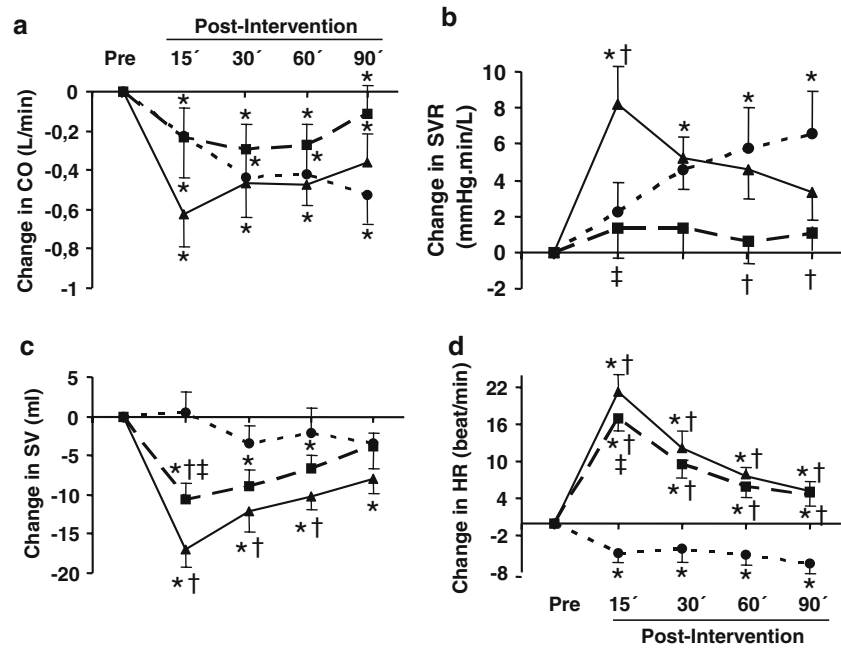 a
Post-Intervention
Pre 15´ 30´ 60´ 90´
Change in CO (L/min)
0
-0,2
-0,4
-0,6
-0,8
-1
* * * *
* * * *
* * * *
b
Change in SVR
(mmHg.min/L)
10
8
6
4
2
0
-2
*† * * *
‡ † †
c
Change in SV (ml)
5
0
-5
-10
-15
-20
*†‡ * *
*† *† *† *
d
Change in HR (beat/min)
22
16
10
4
-2
-8
*† *† *† *†
*†
‡
*† *† *†
* * * *
Pre 15´ 30´ 60´ 90´
Post-Intervention